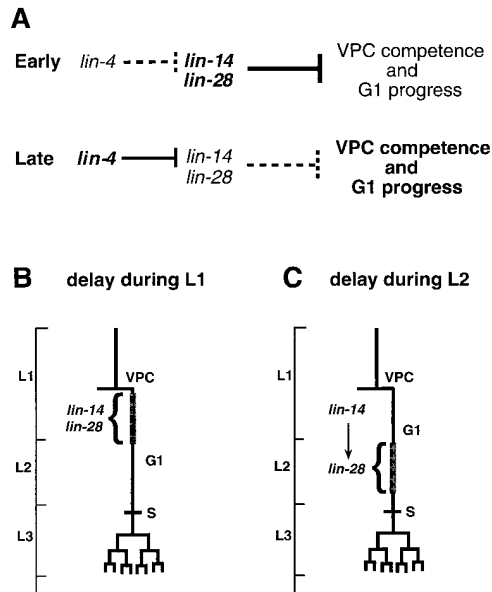 A
Early lin-4 lin-14 VPC competence
lin-28 and
G1 progress
Late lin-4 lin-14 VPC competence
lin-28 and
G1 progress
B delay during L1
L1
VPC
lin-14
lin-28
L2
G1
S
L3
C delay during L2
L1
VPC
lin-14
G1
L2
lin-28
S
L3